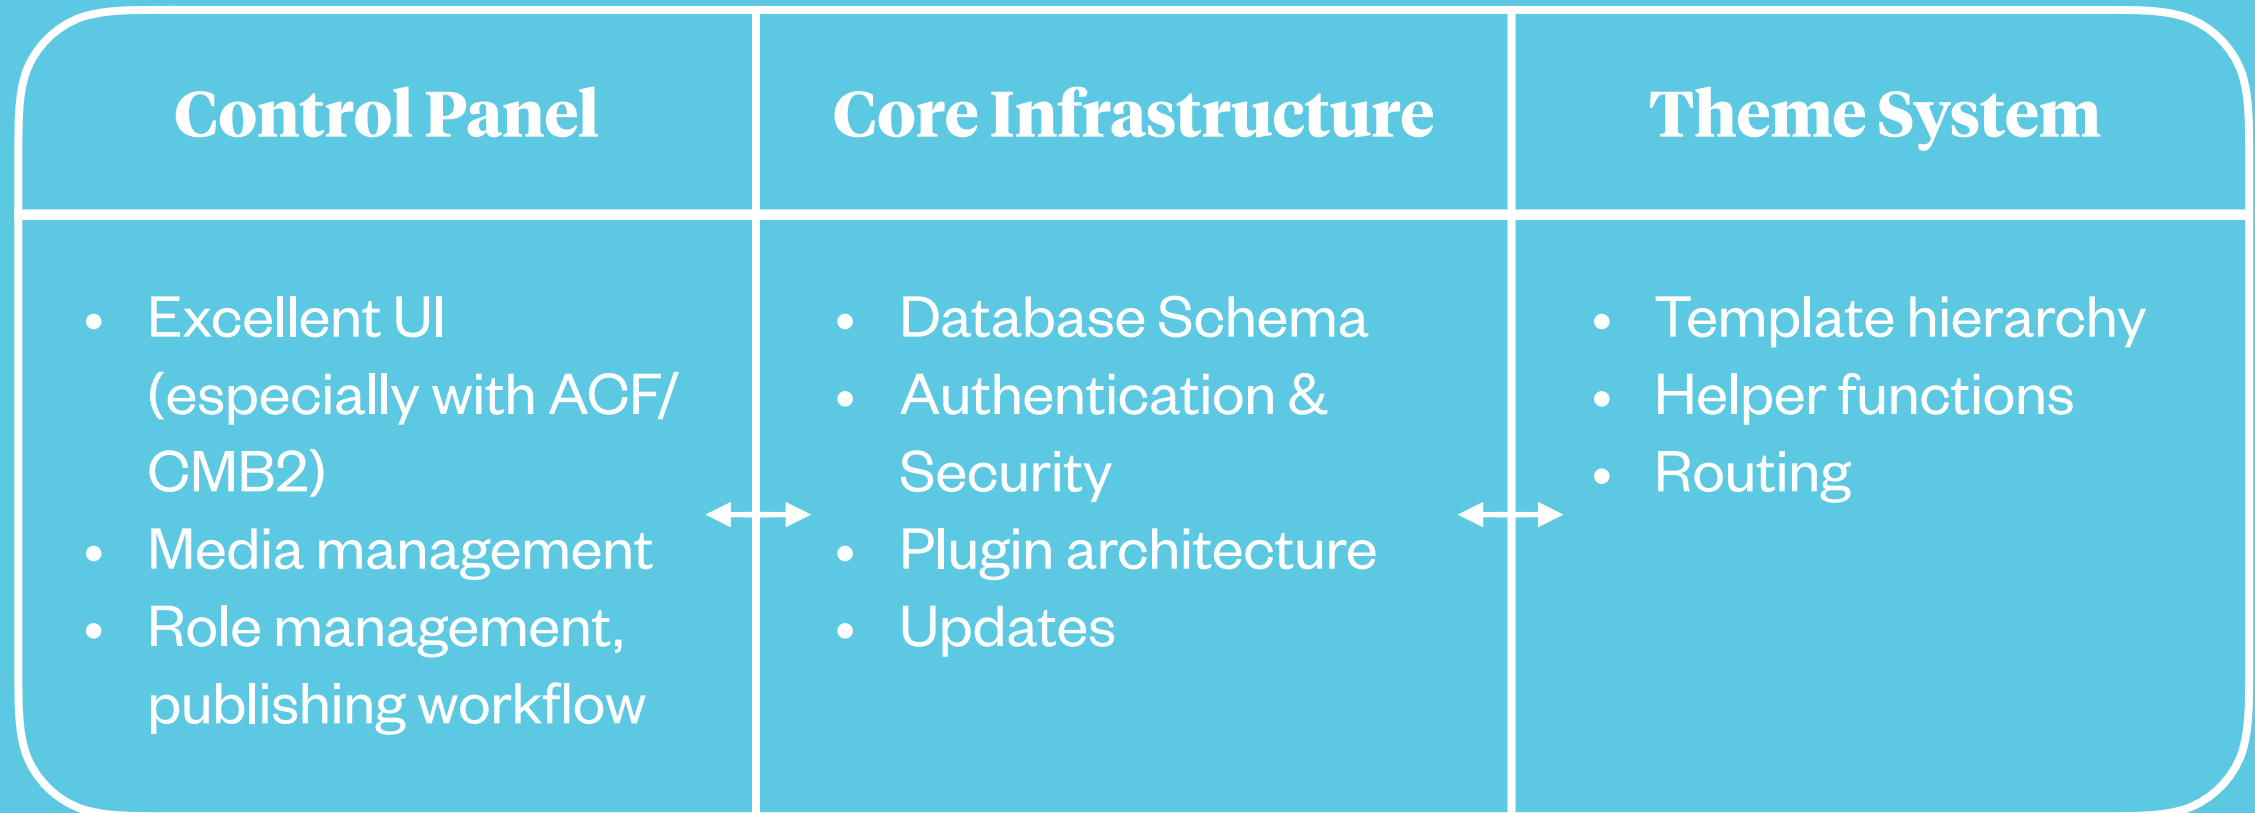 Control Panel
Core Infrastructure
Theme System
• Excellent UI
(especially with ACF/
CMB2)
• Media management
• Role management,
publishing workflow
• Database Schema
• Authentication &
Security
• Plugin architecture
• Updates
• Template hierarchy
• Helper functions
• Routing